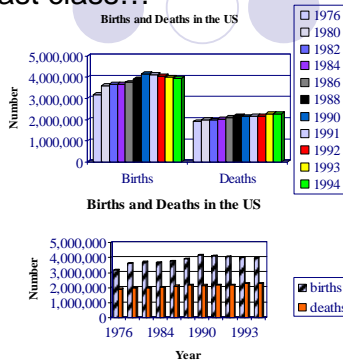 ast class…
Births and Deaths in the US
5,000,000
4,000,000
3,000,000
2,000,000
1,000,000
0
Number
Births
Deaths
1976
1980
1982
1984
1986
1988
1990
1991
1992
1993
1994
Births and Deaths in the US
5,000,000
4,000,000
3,000,000
2,000,000
1,000,000
0
Number
1976 1984 1990 1993
Year
births
deaths